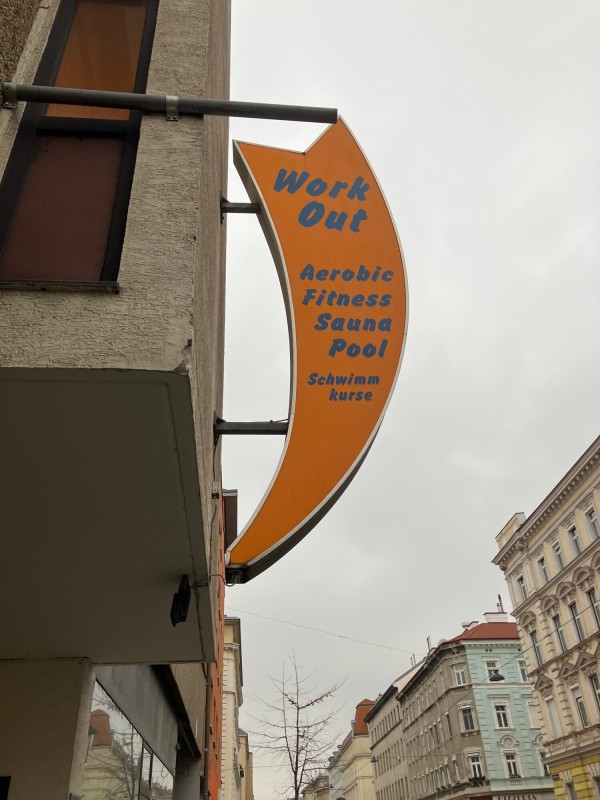 Work
Out
Aerobic
Fitness
Sauna
Pool
Schwimm
kurse